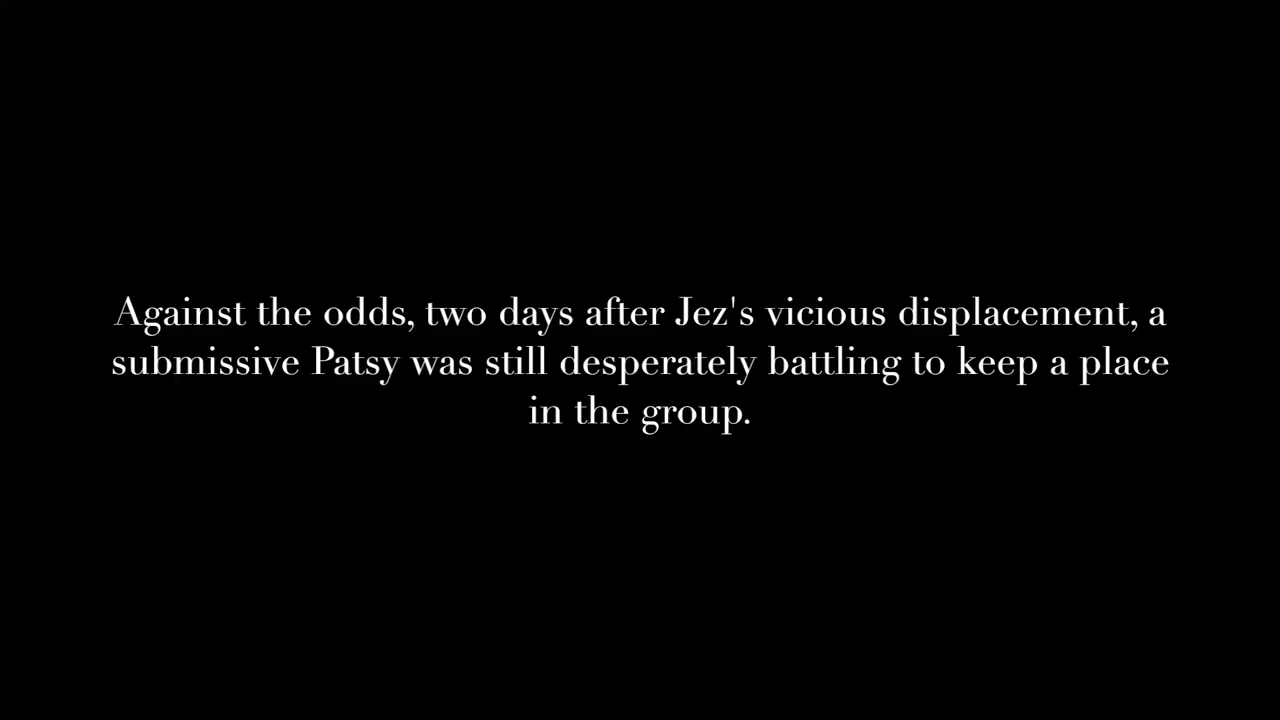 Against the odds, two days after Jez's vicious displacement, a
submissive Patsy was still desperately battling to keep a place
in the group.